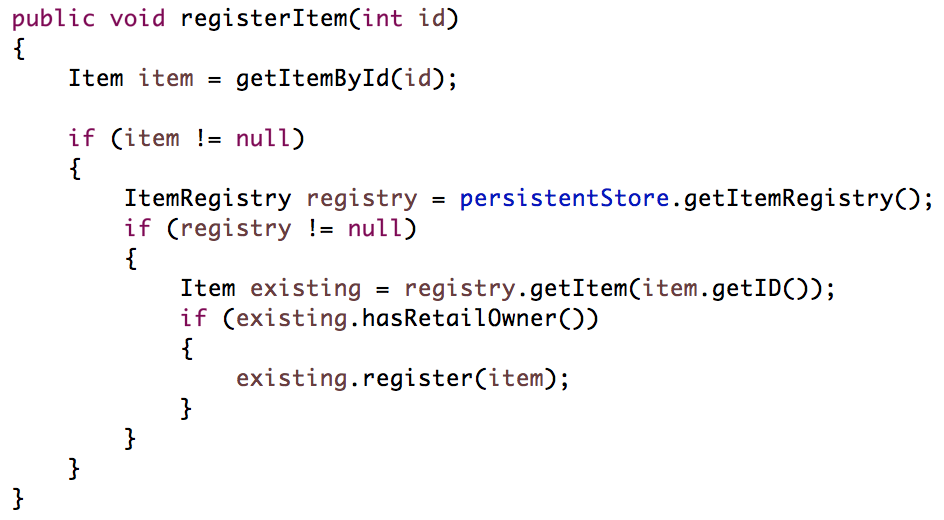 public void registerItem(int id)
{
    Item item = getItemById(id);

    if (item != null)
    {
        ItemRegistry registry = persistentStore.getItemRegistry();
        if (registry != null)
        {
            Item existing = registry.getItem(item.getID());
            if (existing.hasRetailOwner())
            {
                existing.register(item);
            }
        }
    }
}